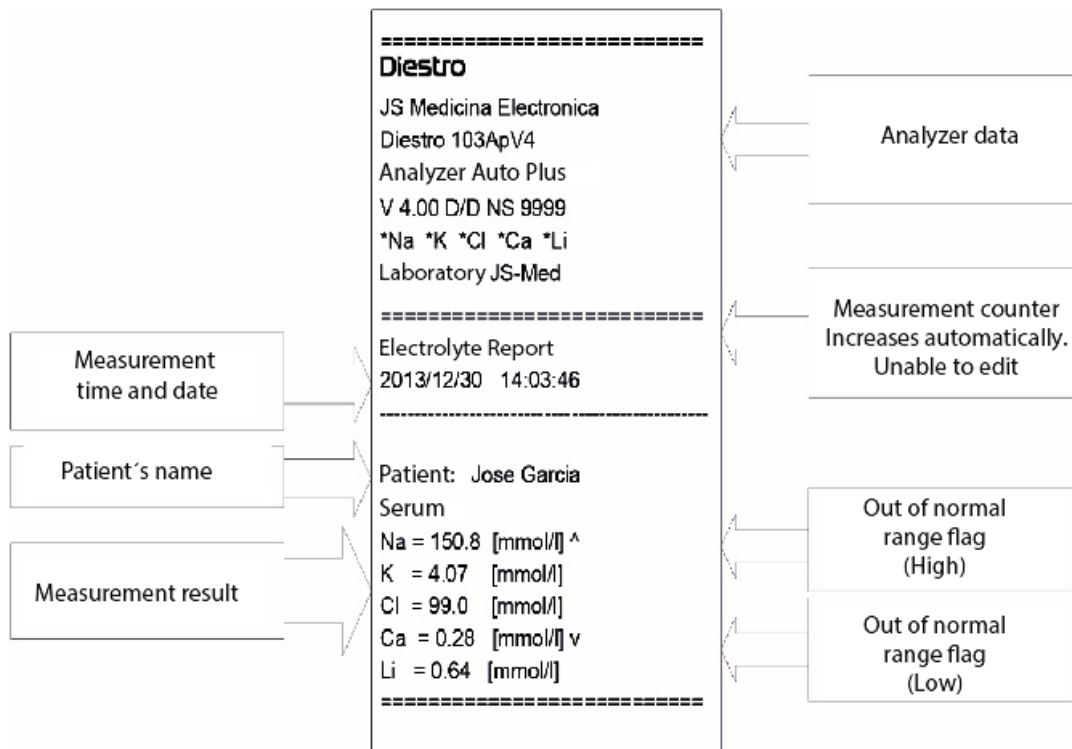 ===========================
Diestro
JS Medicina Electronica
Diestro 103ApV4
Analyzer Auto Plus
V 4.00 D/D NS 9999
*Na *K *Cl *Ca *Li
Laboratory JS-Med
===========================
Electrolyte Report
2013/12/30 14:03:46
----------------------------------------------
Patient: Jose Garcia
Serum
Na = 150.8 [mmol/l] ^
K = 4.07 [mmol/l]
Cl = 99.0 [mmol/l]
Ca = 0.28 [mmol/l] v
Li = 0.64 [mmol/l]
===========================
Measurement
time and date
Patient´s name
Measurement result
Analyzer data
Measurement counter
Increases automatically.
Unable to edit
Out of normal
range flag
(High)
Out of normal
range flag
(Low)